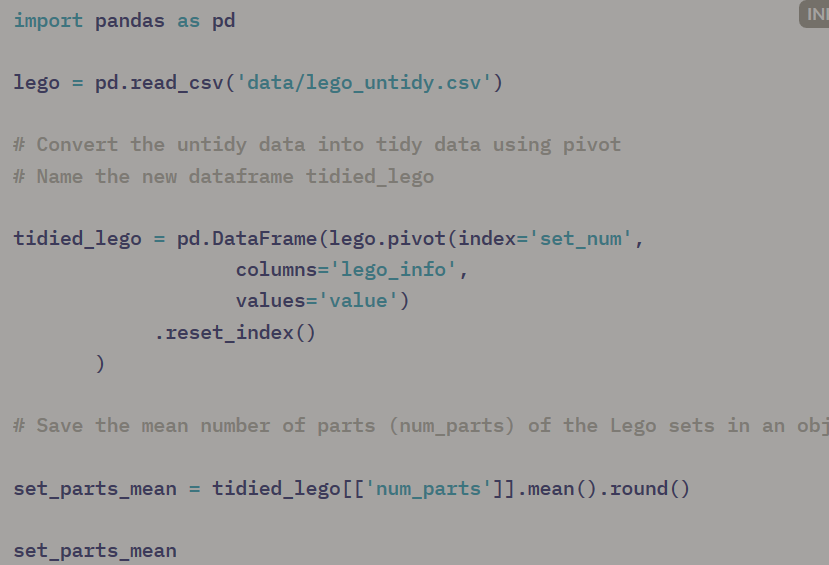 import pandas as pd
lego = pd.read_csv('data/lego_untidy.csv')
# Convert the untidy data into tidy data using pivot
# Name the new dataframe tidied_lego
tidied_lego = pd.DataFrame(lego.pivot(index='set_num',
columns='lego_info',
values='value')
.reset_index()
)
# Save the mean number of parts (num_parts) of the Lego sets in an
set_parts_mean = tidied_lego[['num_parts']].mean().round()
set_parts_mean